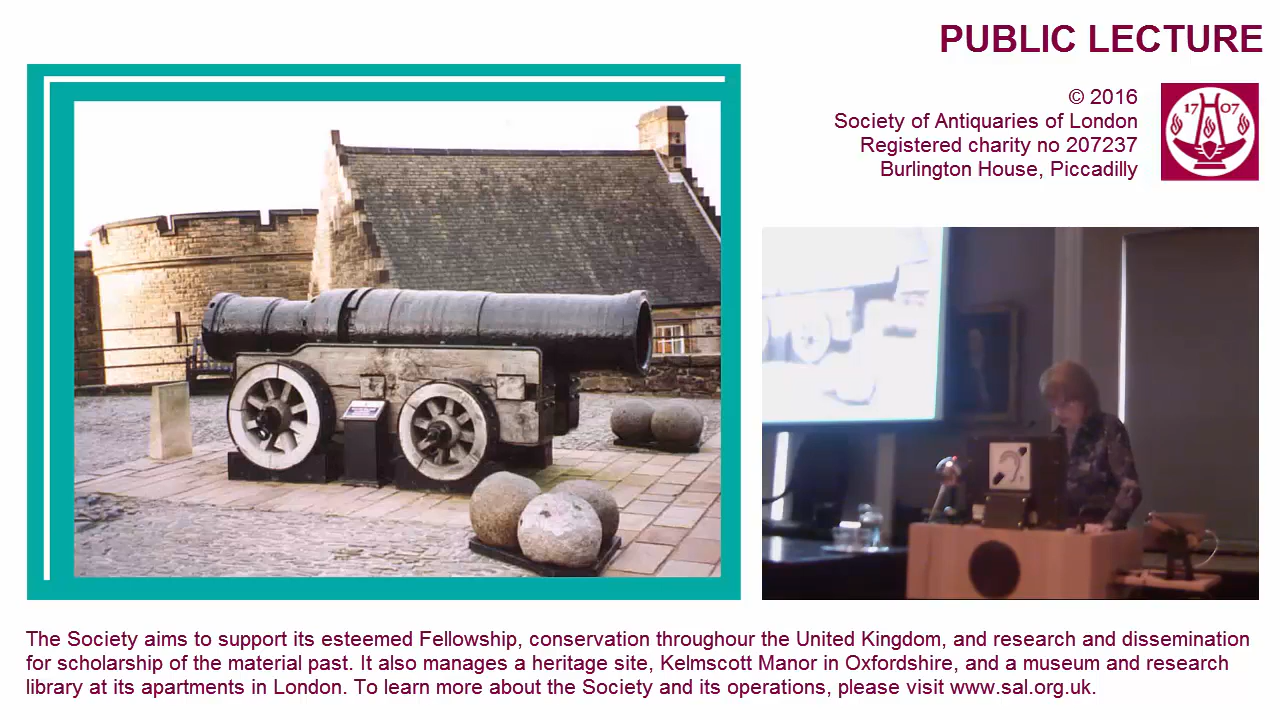 PUBLIC LECTURE
© 2016
Society of Antiquaries of London
Registered charity no 207237
Burlington House, Piccadilly
17 07
The Society aims to support its esteemed Fellowship, conservation throughour the United Kingdom, and research and dissemination
for scholarship of the material past. It also manages a heritage site, Kelmscott Manor in Oxfordshire, and a museum and research
library at its apartments in London. To learn more about the Society and its operations, please visit www.sal.org.uk.